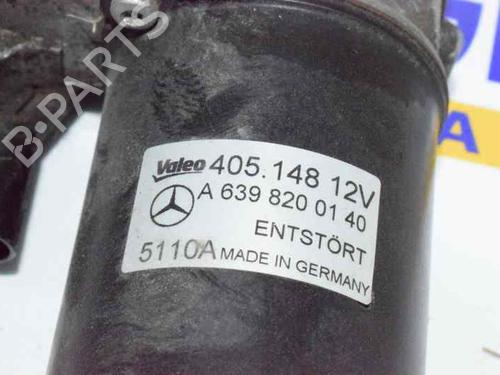 B-PARTS
Valeo 405.148 12V
A 639 820 01 40
ENTSTÖRT
5110A MADE IN GERMANY